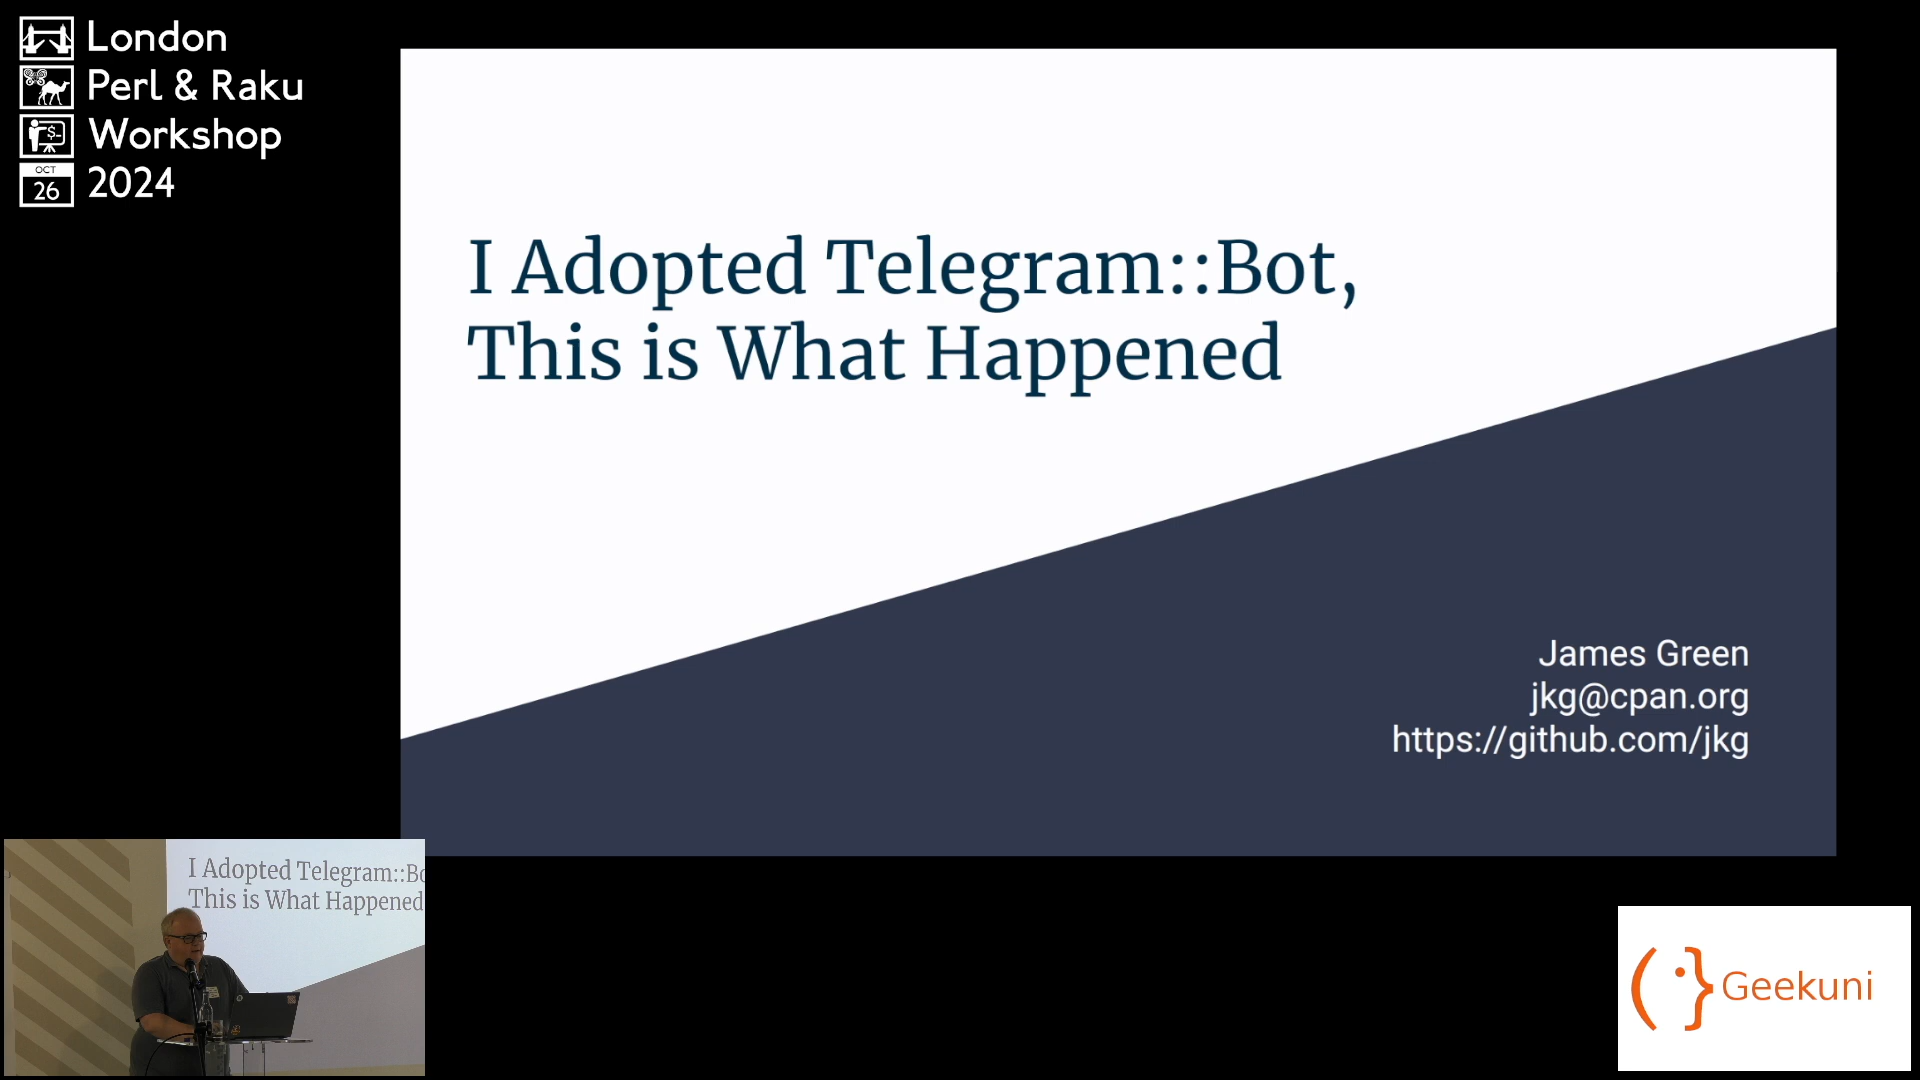 London
Perl & Raku
Workshop
OCT
26
2024
$-
I Adopted Telegram::Bot,
This is What Happened
James Green
jkg@cpan.org
https://github.com/jkg
I Adopted Telegram::Bo
This is What Happened
Geekuni